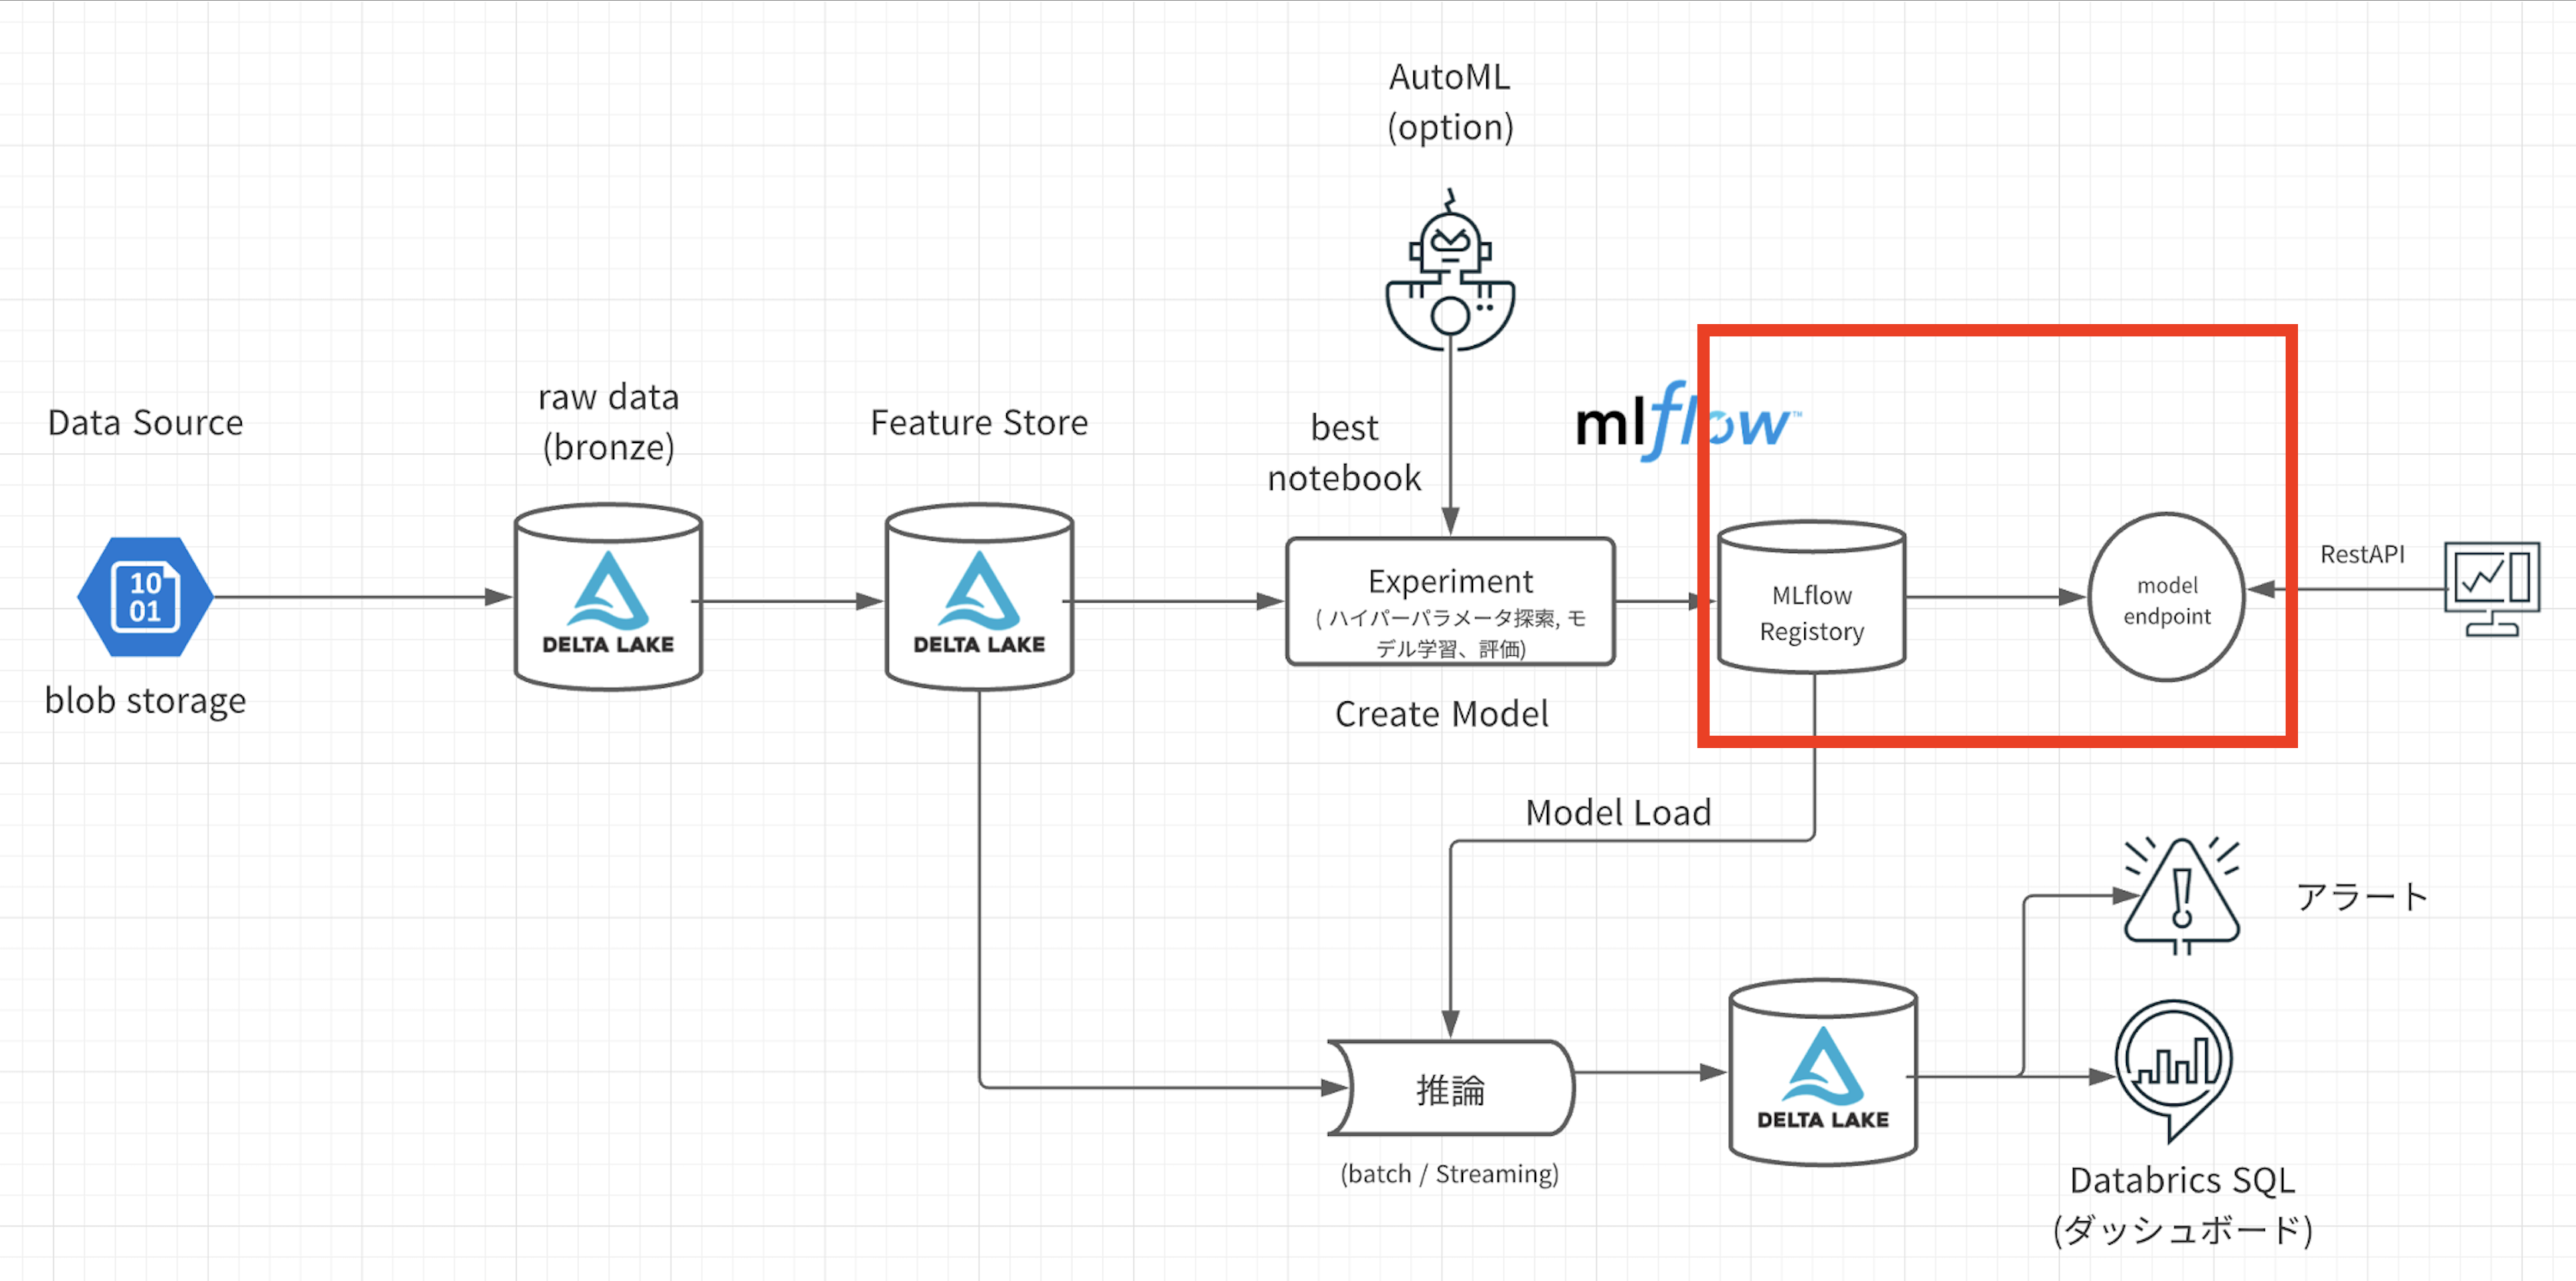 AutoML
(option)
Data Source
raw data
(bronze)
Feature Store
best
notebook
mlflow™
10
01
blob storage
DELTA LAKE
DELTA LAKE
Experiment
( ハイパーパラメータ探索, モ
デル学習、評価)
Create Model
MLflow
Registory
model
endpoint
RestAPI
Model Load
アラート
推論
(batch / Streaming)
DELTA LAKE
Databrics SQL
(ダッシュボード)